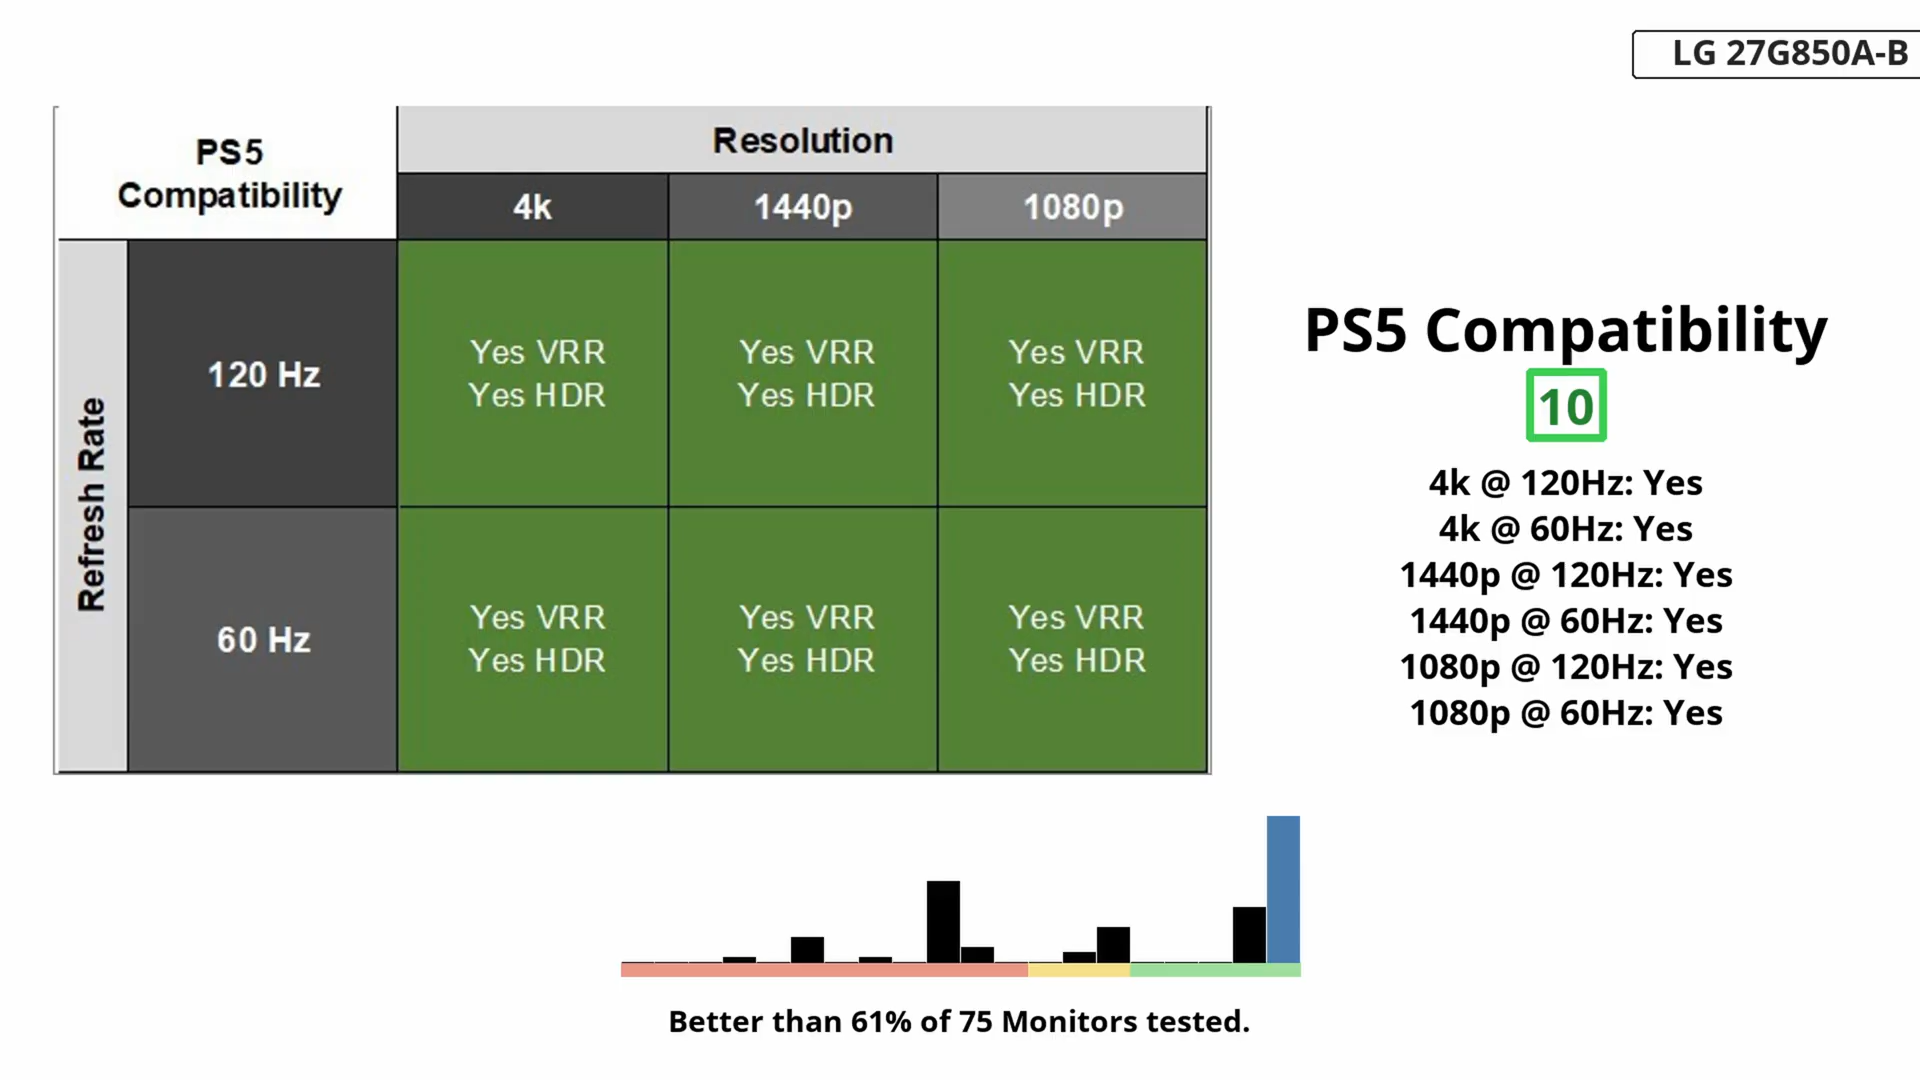 LG 27G850A-B
PS5
Compatibility
Resolution
4k
1440p
1080p
Refresh Rate
120 Hz
Yes VRR
Yes HDR
Yes VRR
Yes HDR
Yes VRR
Yes HDR
60 Hz
Yes VRR
Yes HDR
Yes VRR
Yes HDR
Yes VRR
Yes HDR
PS5 Compatibility
10
4k @ 120Hz: Yes
4k @ 60Hz: Yes
1440p @ 120Hz: Yes
1440p @ 60Hz: Yes
1080p @ 120Hz: Yes
1080p @ 60Hz: Yes
Better than 61% of 75 Monitors tested.